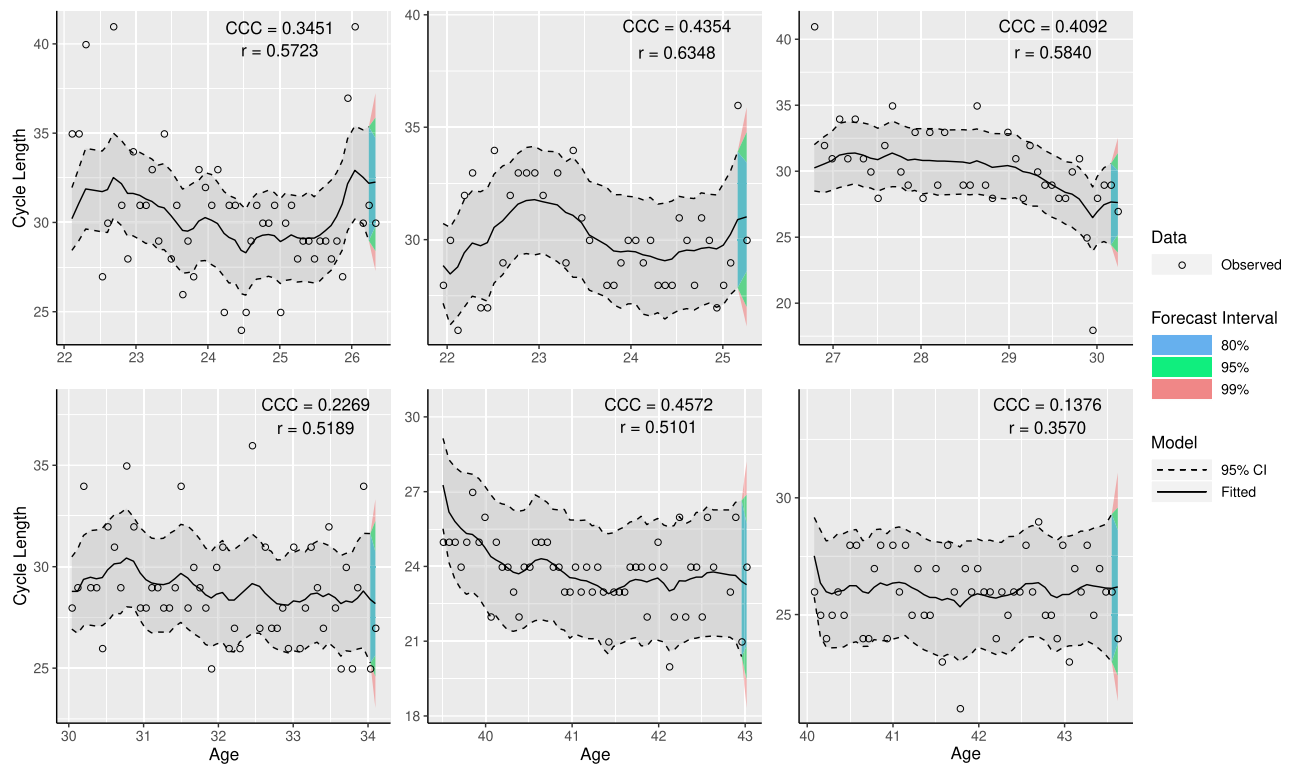 CCC = 0.3451
r = 0.5723
40
35
30
25
22 23 24 25 26
Cycle Length
CCC = 0.4354
r = 0.6348
40
35
30
22 23 24 25
CCC = 0.4092
r = 0.5840
40
35
30
25
20
27 28 29 30
CCC = 0.2269
r = 0.5189
35
30
25
30 31 32 33 34
Cycle Length
Age
CCC = 0.4572
r = 0.5101
30
27
24
21
18
40 41 42 43
Age
CCC = 0.1376
r = 0.3570
30
25
40 41 42 43
Age
Data
Observed
Forecast Interval
80%
95%
99%
Model
95% CI
Fitted